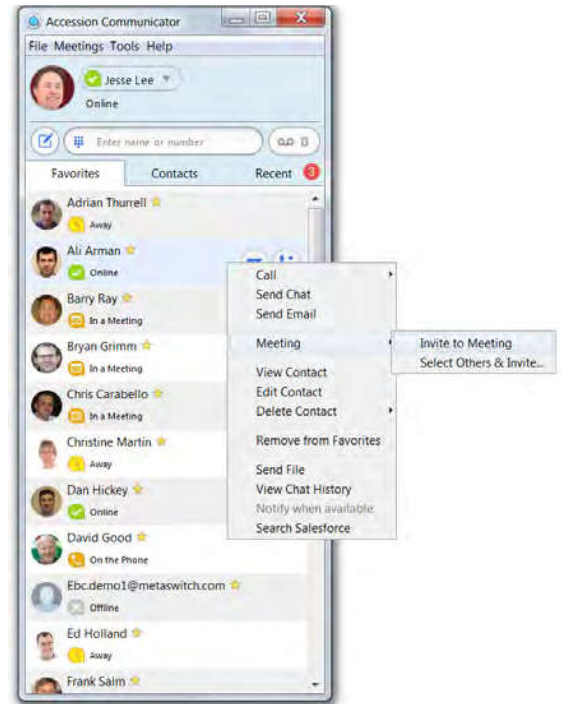 Accession Communicator
File Meetings Tools Help
Jesse Lee
Online
Enter name or number
Favorites Contacts Recent 3
Adrian Thurrell
Away
Ali Arman
Online
Barry Ray
In a Meeting
Bryan Grimm
In a Meeting
Chris Carabello
In a Meeting
Christine Martin
Away
Dan Hickey
Online
David Good
On the Phone
Ebc.demo1@metaswitch.com
Offline
Ed Holland
Away
Frank Salm
Call
Send Chat
Send Email
Meeting
View Contact
Edit Contact
Delete Contact
Remove from Favorites
Send File
View Chat History
Notify when available
Search Salesforce
Invite to Meeting
Select Others & Invite...